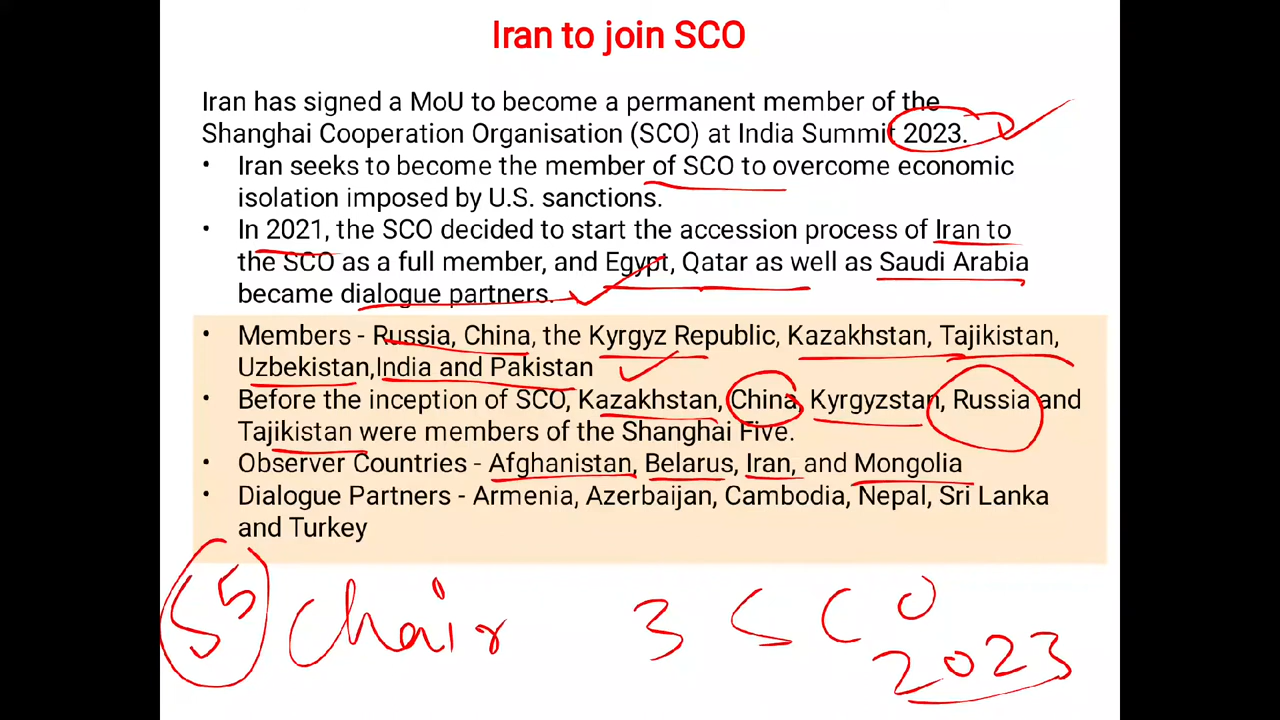 Iran to join SCO
Iran has signed a MoU to become a permanent member of the
Shanghai Cooperation Organisation (SCO) at India Summit 2023.
• Iran seeks to become the member of SCO to overcome economic
isolation imposed by U.S. sanctions.
• In 2021, the SCO decided to start the accession process of Iran to
the SCO as a full member, and Egypt, Qatar as well as Saudi Arabia
became dialogue partners.
• Members - Russia, China, the Kyrgyz Republic, Kazakhstan, Tajikistan,
Uzbekistan,India and Pakistan
• Before the inception of SCO, Kazakhstan, China, Kyrgyzstan, Russia and
Tajikistan were members of the Shanghai Five.
• Observer Countries - Afghanistan, Belarus, Iran, and Mongolia
• Dialogue Partners - Armenia, Azerbaijan, Cambodia, Nepal, Sri Lanka
and Turkey
S5 Chair 3 SCO
2023